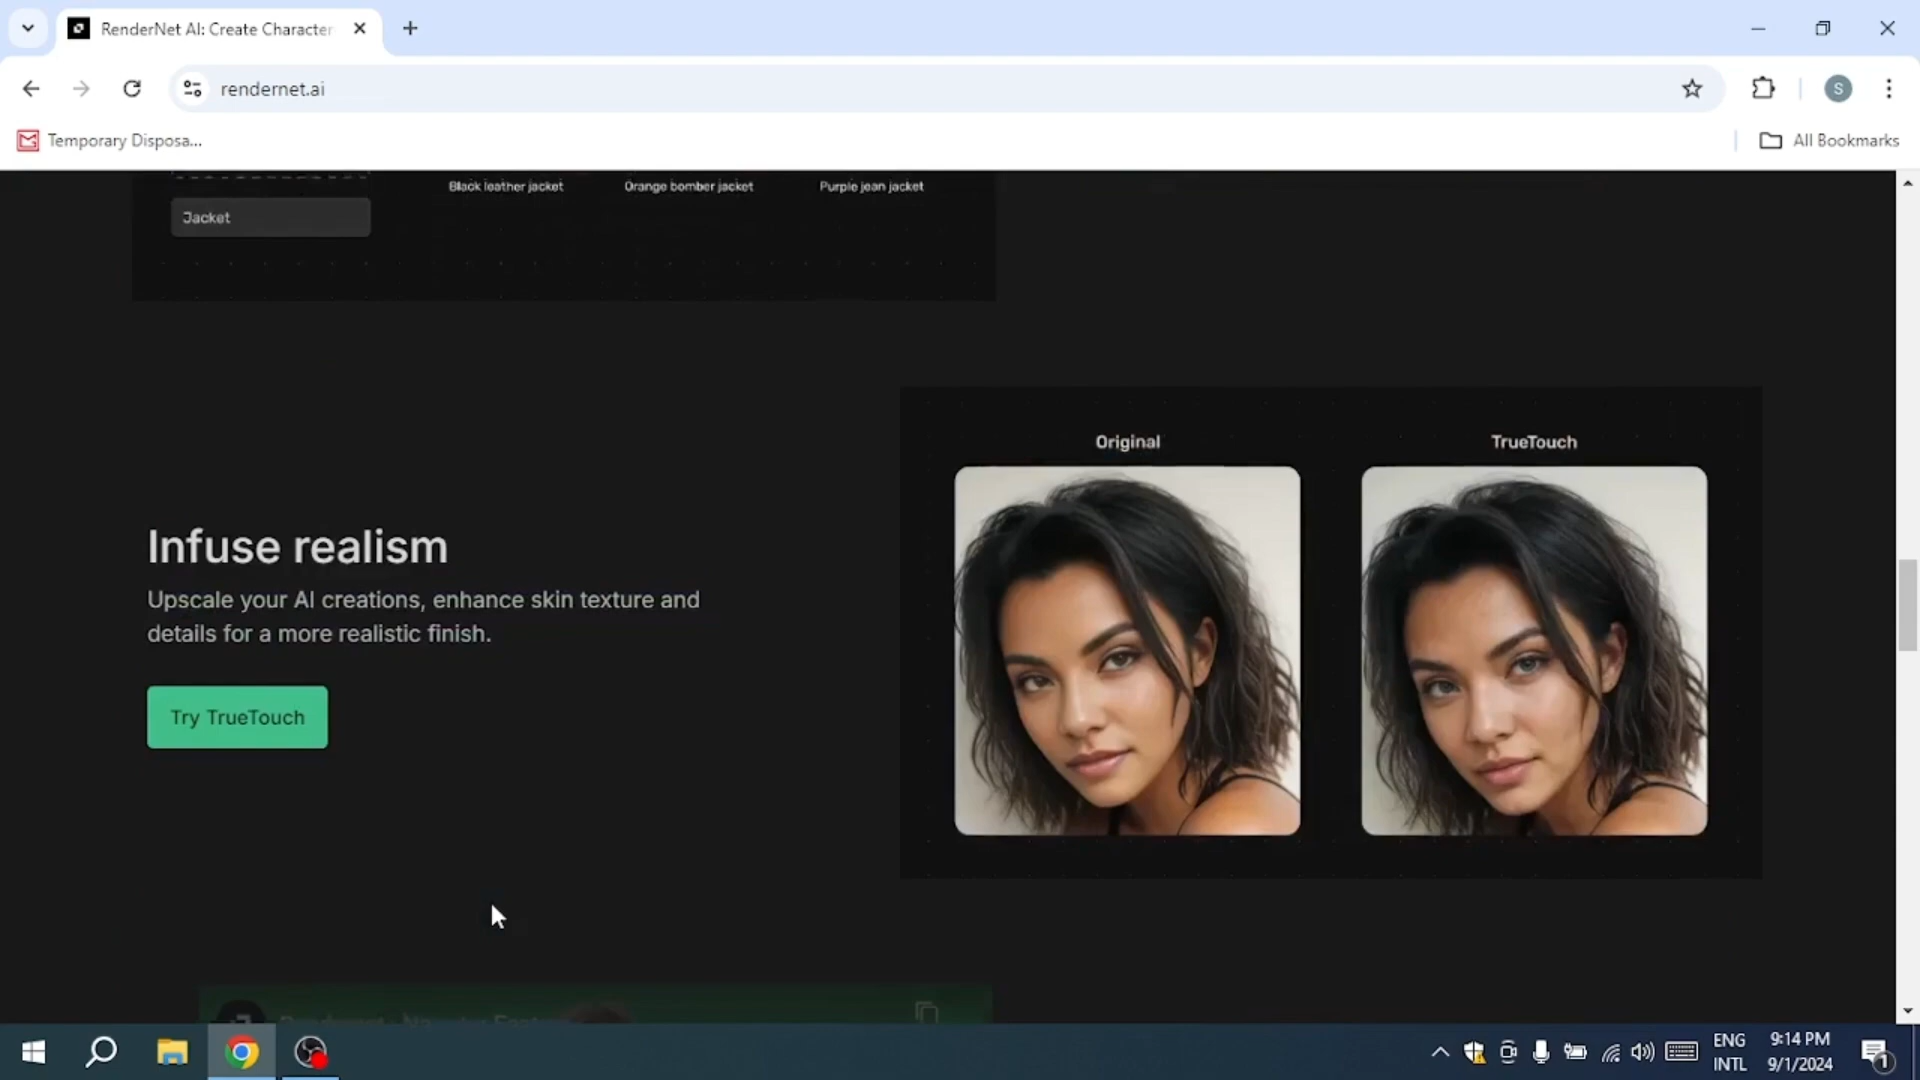 RenderNet AI: Create Character
rendernet.ai
S
Temporary Disposa...
All Bookmarks
Black leather jacket
Orange bomber jacket
Purple jean jacket
Jacket
Original
TrueTouch
Infuse realism
Upscale your AI creations, enhance skin texture and
details for a more realistic finish.
Try TrueTouch
ENG
INTL
9:14 PM
9/1/2024
1